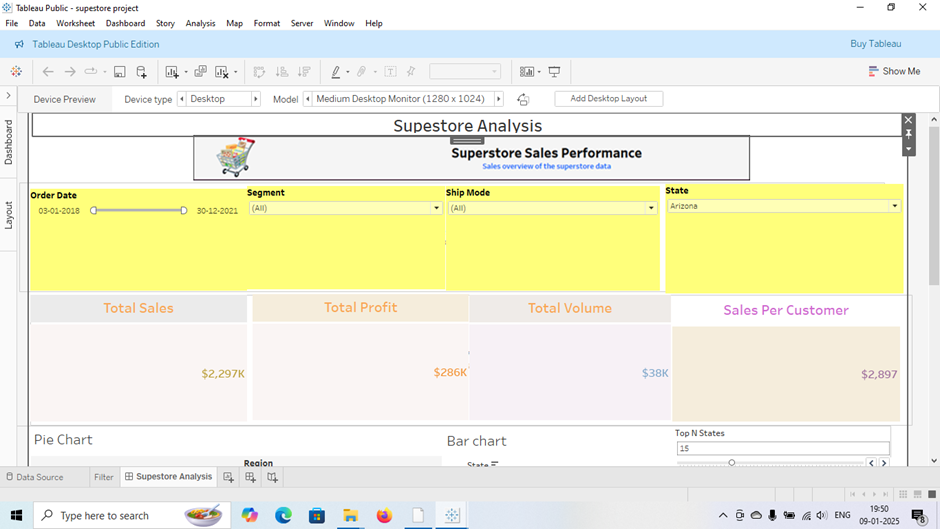 Tableau Public - supestore project
File Data Worksheet Dashboard Story Analysis Map Format Server Window Help
Tableau Desktop Public Edition Buy Tableau
Show Me
Device Preview Device type Desktop Model Medium Desktop Monitor (1280 x 1024) Add Desktop Layout
Dashboard
Layout
Supestore Analysis
Superstore Sales Performance
Sales overview of the superstore data
Order Date Segment Ship Mode State
03-01-2018 30-12-2021 (All) (All) Arizona
Total Sales Total Profit Total Volume Sales Per Customer
$2,297K $286K $38K $2,897
Pie Chart Bar chart Top N States
15
Region State
Data Source Filter Supestore Analysis
Type here to search
ENG
19:50
09-01-2025
8